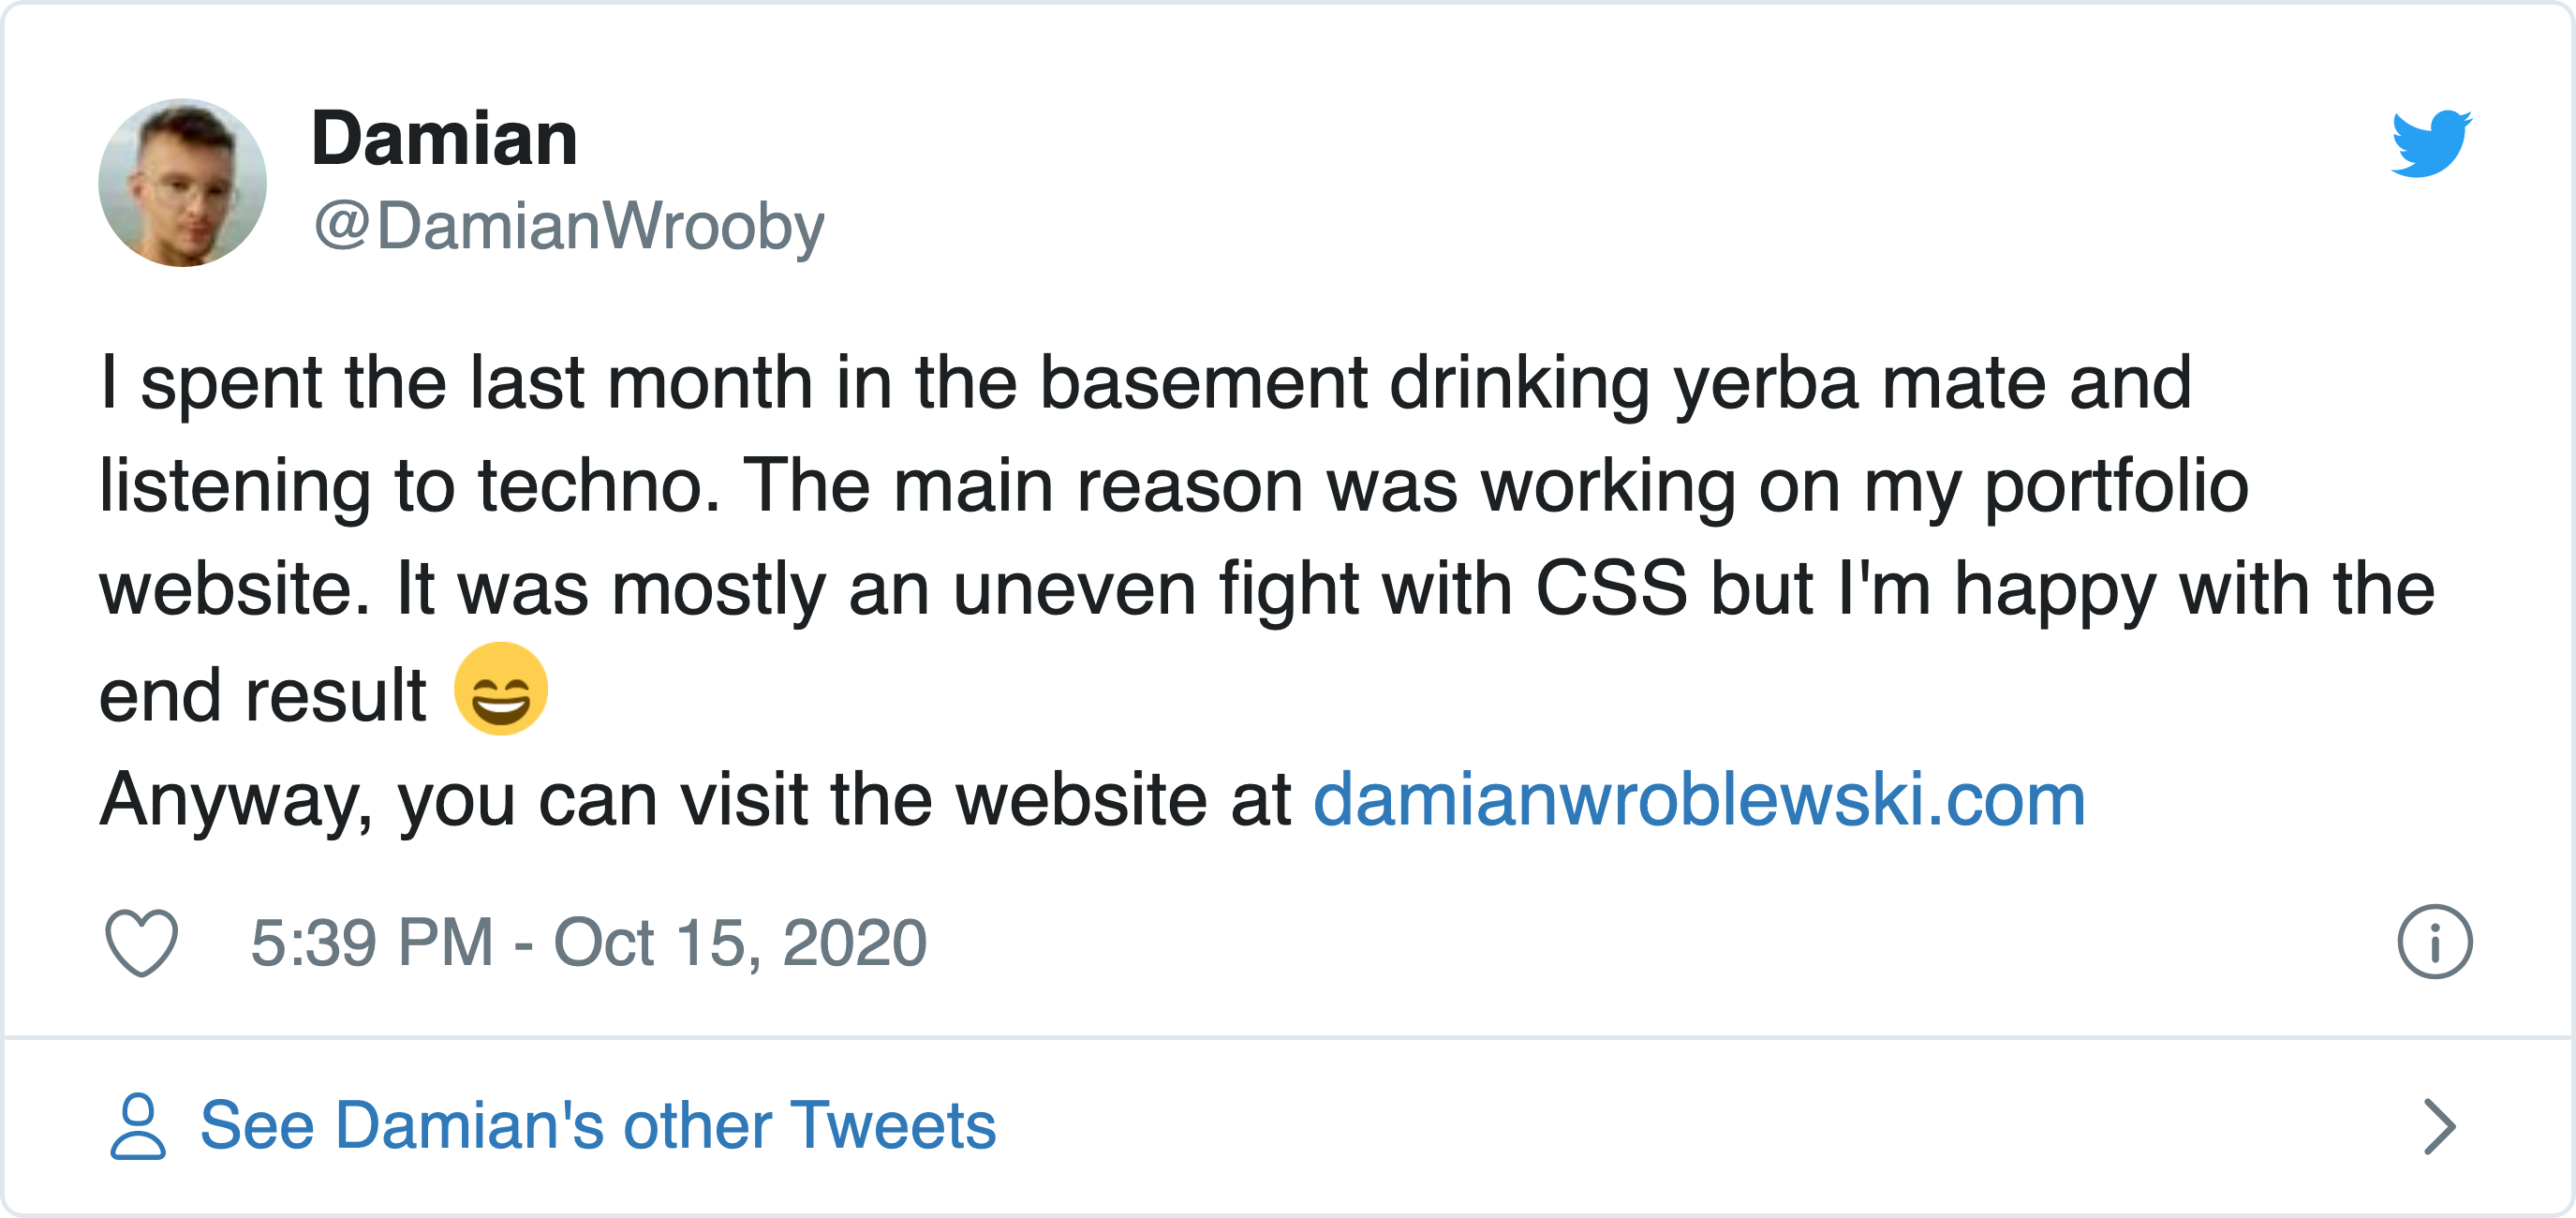 Damian
@DamianWrooby
I spent the last month in the basement drinking yerba mate and
listening to techno. The main reason was working on my portfolio
website. It was mostly an uneven fight with CSS but I'm happy with the
end result 😄
Anyway, you can visit the website at damianwroblewski.com
5:39 PM - Oct 15, 2020
See Damian's other Tweets